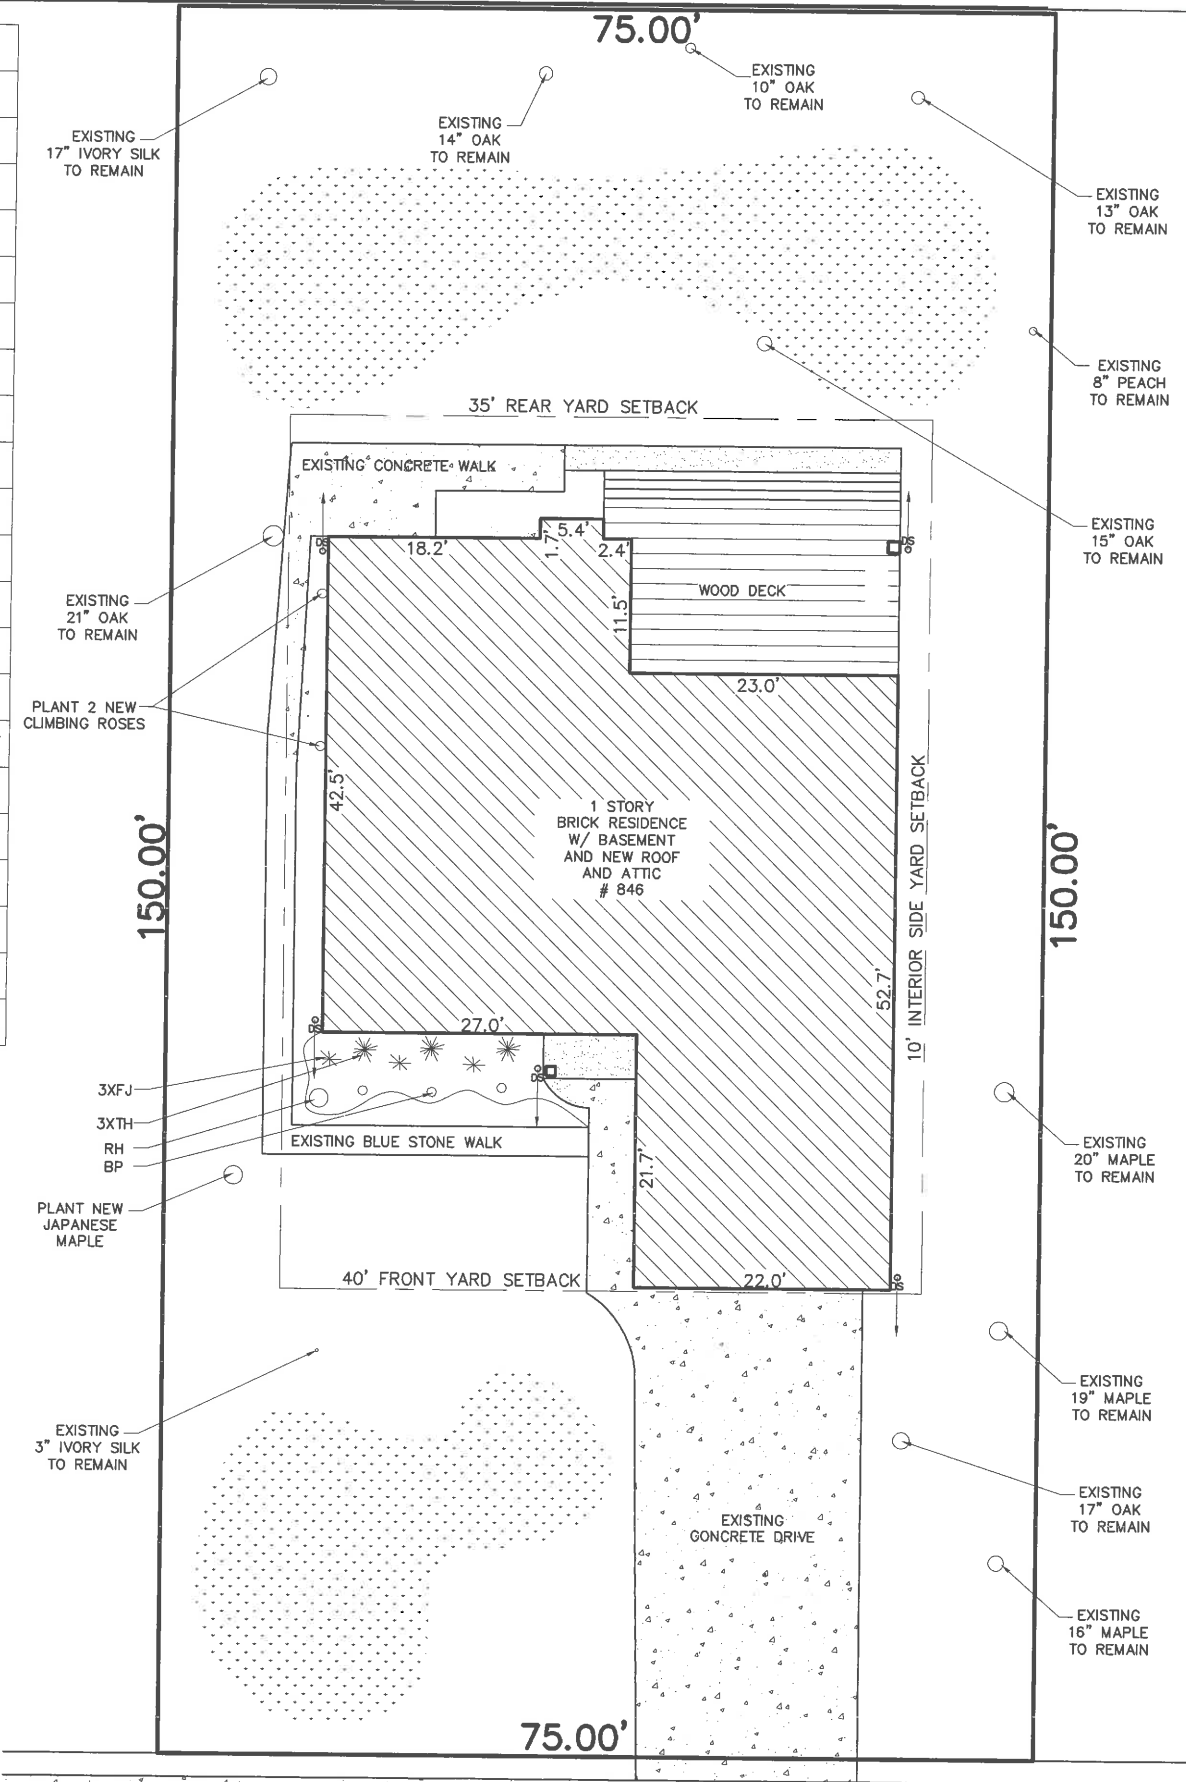 75.00'
EXISTING
10" OAK
TO REMAIN
EXISTING
14" OAK
TO REMAIN
EXISTING
17" IVORY SILK
TO REMAIN
EXISTING
13" OAK
TO REMAIN
EXISTING
8" PEACH
TO REMAIN
35' REAR YARD SETBACK
EXISTING CONCRETE WALK
EXISTING
15" OAK
TO REMAIN
5.4'
1.7'
18.2'
2.4'
DS
DS
WOOD DECK
11.5'
EXISTING
21" OAK
TO REMAIN
23.0'
PLANT 2 NEW
CLIMBING ROSES
42.5'
1 STORY
BRICK RESIDENCE
W/ BASEMENT
AND NEW ROOF
AND ATTIC
# 846
150.00'
150.00'
10' INTERIOR SIDE YARD SETBACK
52.7'
27.0'
DS
DS
3XFJ
3XTH
RH
BP
EXISTING BLUE STONE WALK
21.7'
EXISTING
20" MAPLE
TO REMAIN
PLANT NEW
JAPANESE
MAPLE
40' FRONT YARD SETBACK
22.0'
DS
EXISTING
19" MAPLE
TO REMAIN
EXISTING
3" IVORY SILK
TO REMAIN
EXISTING
17" OAK
TO REMAIN
EXISTING
CONCRETE DRIVE
EXISTING
16" MAPLE
TO REMAIN
75.00'